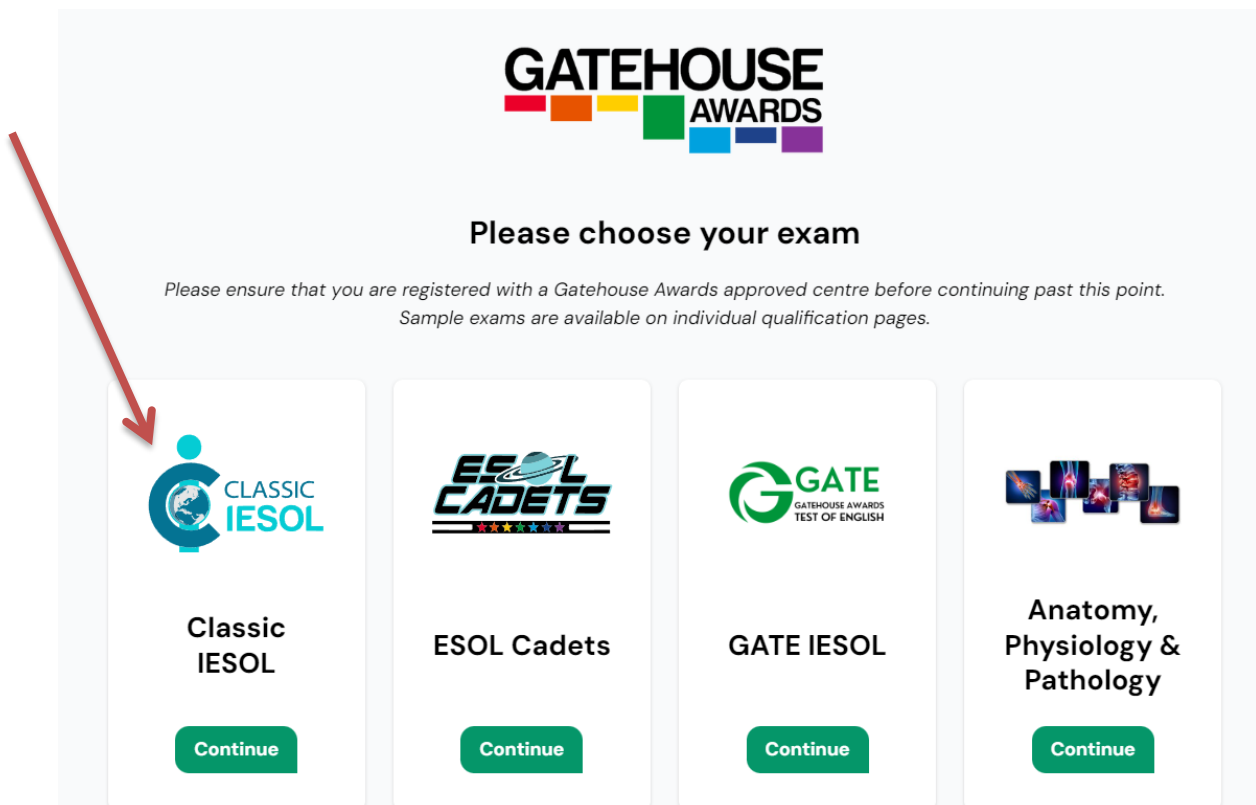 GATEHOUSE
AWARDS
Please choose your exam
Please ensure that you are registered with a Gatehouse Awards approved centre before continuing past this point.
Sample exams are available on individual qualification pages.
CLASSIC
IESOL
Classic
IESOL
Continue
ESOL
CADETS
ESOL Cadets
Continue
GATE
GATEHOUSE AWARDS
TEST OF ENGLISH
GATE IESOL
Continue
Anatomy,
Physiology &
Pathology
Continue